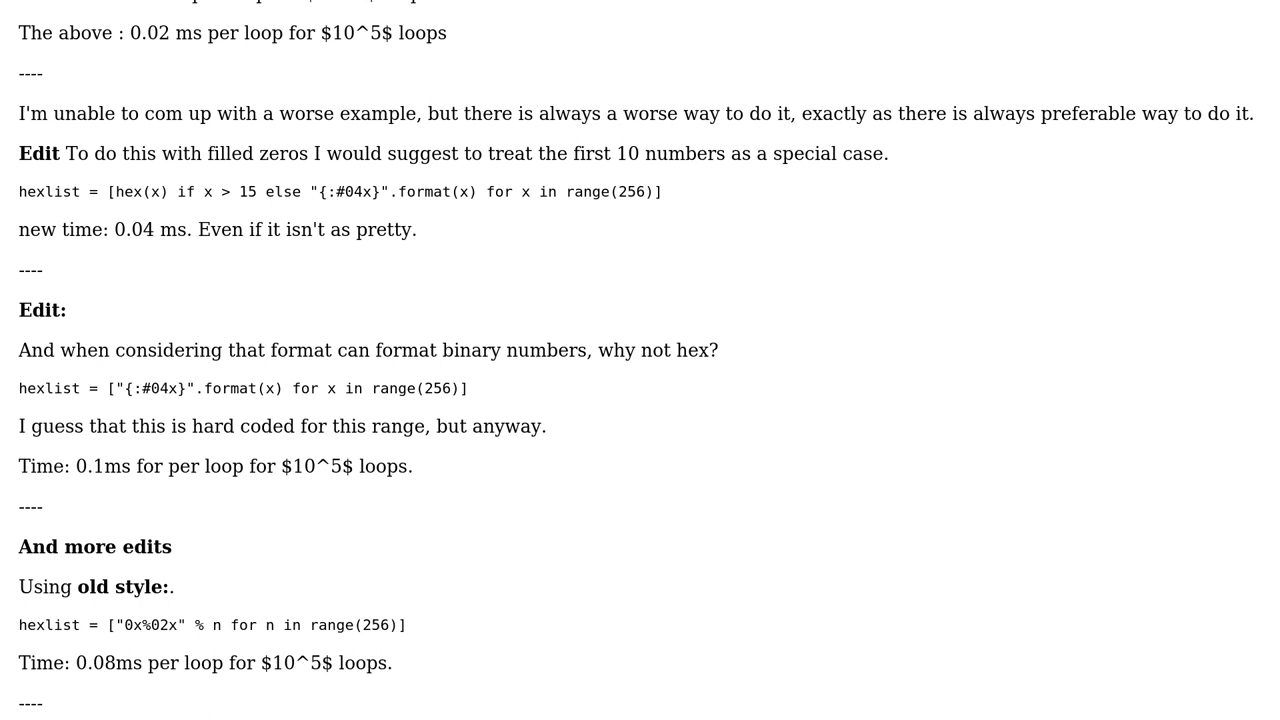 The above : 0.02 ms per loop for $10^5$ loops
----
I'm unable to com up with a worse example, but there is always a worse way to do it, exactly as there is always preferable way to do it.
Edit To do this with filled zeros I would suggest to treat the first 10 numbers as a special case.
hexlist = [hex(x) if x > 15 else "{:#04x}".format(x) for x in range(256)]
new time: 0.04 ms. Even if it isn't as pretty.
----
Edit:
And when considering that format can format binary numbers, why not hex?
hexlist = ["{:#04x}".format(x) for x in range(256)]
I guess that this is hard coded for this range, but anyway.
Time: 0.1ms for per loop for $10^5$ loops.
----
And more edits
Using old style:.
hexlist = ["0x%02x" % n for n in range(256)]
Time: 0.08ms per loop for $10^5$ loops.
----